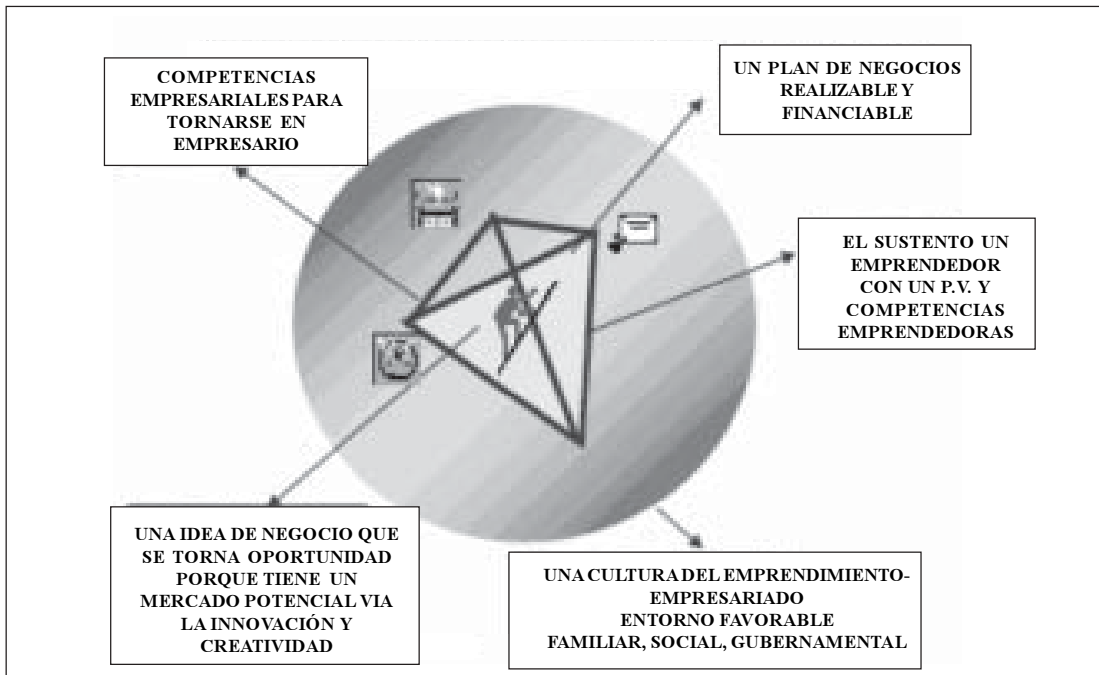 COMPETENCIAS
EMPRESARIALES PARA
TORNARSE EN
EMPRESARIO
UN PLAN DE NEGOCIOS
REALIZABLE Y
FINANCIABLE
EL SUSTENTO UN
EMPRENDEDOR
CON UN P.V. Y
COMPETENCIAS
EMPRENDEDORAS
UNA IDEA DE NEGOCIO QUE
SE TORNA OPORTUNIDAD
PORQUE TIENE UN
MERCADO POTENCIAL VIA
LA INNOVACIÓN Y
CREATIVIDAD
UNA CULTURA DEL EMPRENDIMIENTO-
EMPRESARIADO
ENTORNO FAVORABLE
FAMILIAR, SOCIAL, GUBERNAMENTAL